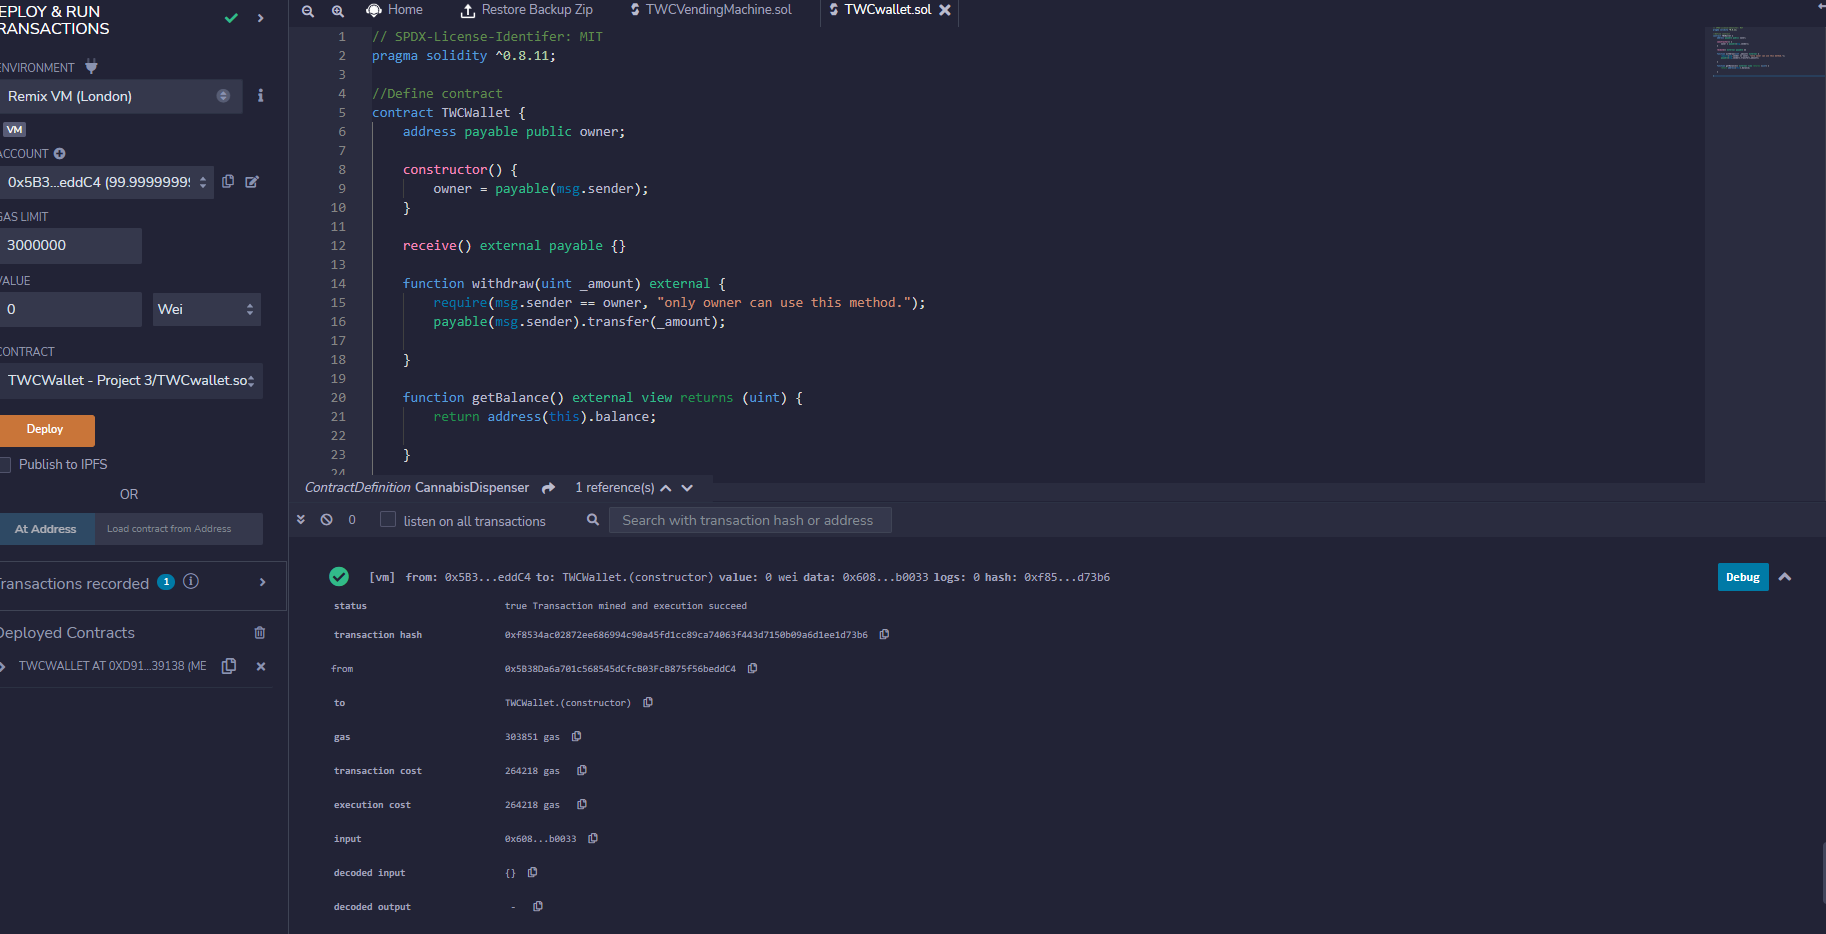 EPLOY & RUN
RANSACTIONS
ENVIRONMENT
Remix VM (London)
VM
ACCOUNT
0x5B3...eddC4 (99.9999999
GAS LIMIT
3000000
VALUE
0
Wei
CONTRACT
TWCWallet - Project 3/TWCwallet.so
Deploy
Publish to IPFS
OR
At Address
Load contract from Address
Transactions recorded 1
Deployed Contracts
TWCWALLET AT 0XD91...39138 (ME
Home
Restore Backup Zip
TWCVendingMachine.sol
TWCwallet.sol
1 // SPDX-License-Identifer: MIT
2 pragma solidity ^0.8.11;
3
4 //Define contract
5 contract TWCWallet {
6 address payable public owner;
7
8 constructor() {
9 owner = payable(msg.sender);
10 }
11
12 receive() external payable {}
13
14 function withdraw(uint _amount) external {
15 require(msg.sender == owner, "only owner can use this method.");
16 payable(msg.sender).transfer(_amount);
17
18 }
19
20 function getBalance() external view returns (uint) {
21 return address(this).balance;
22
23 }
24
ContractDefinition CannabisDispenser 1 reference(s)
0 listen on all transactions
Search with transaction hash or address
[vm] from: 0x5B3...eddC4 to: TWCWallet.(constructor) value: 0 wei data: 0x608...b0033 logs: 0 hash: 0xf85...d73b6
Debug
status true Transaction mined and execution succeed
transaction hash 0xf8534ac02872ee686994c90a45fd1cc89ca74063f443d7150b09a6d1ee1d73b6
from 0x5B38Da6a701c568545dCfcB03FcB875f56beddC4
to TWCWallet.(constructor)
gas 303851 gas
transaction cost 264218 gas
execution cost 264218 gas
input 0x608...b0033
decoded input {}
decoded output -